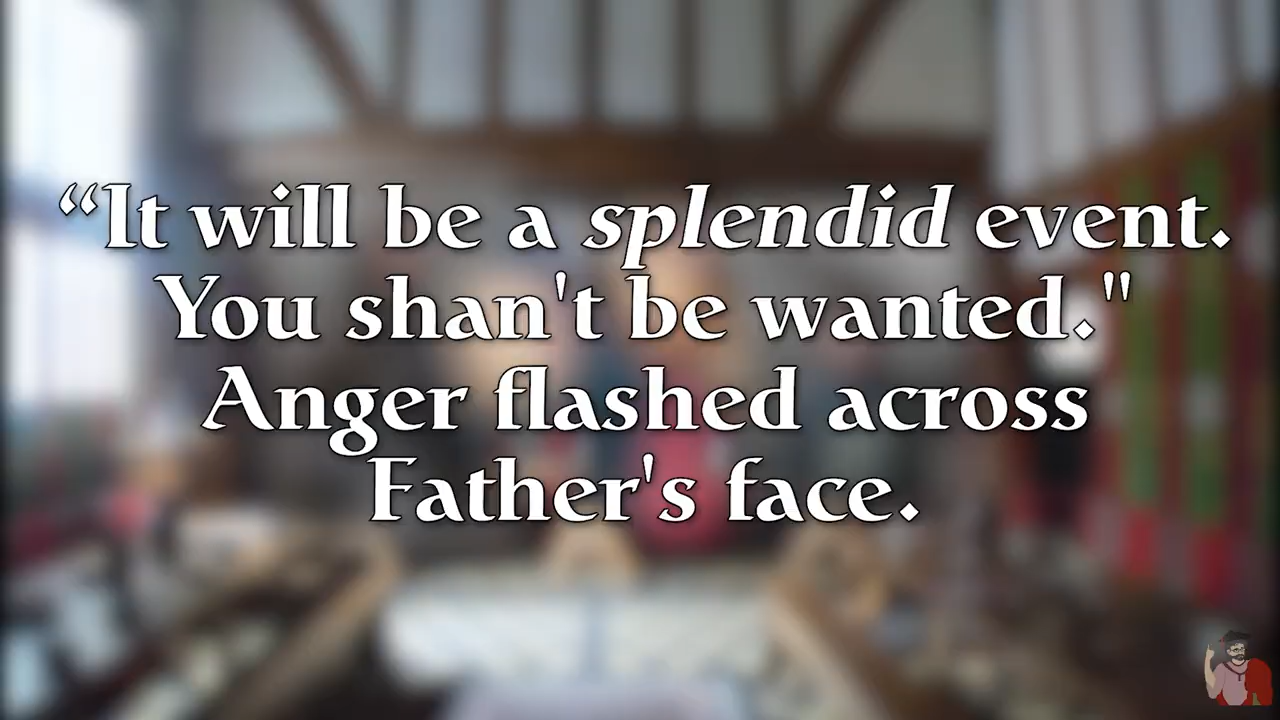 “It will be a splendid event.
You shan't be wanted."
Anger flashed across
Father's face.